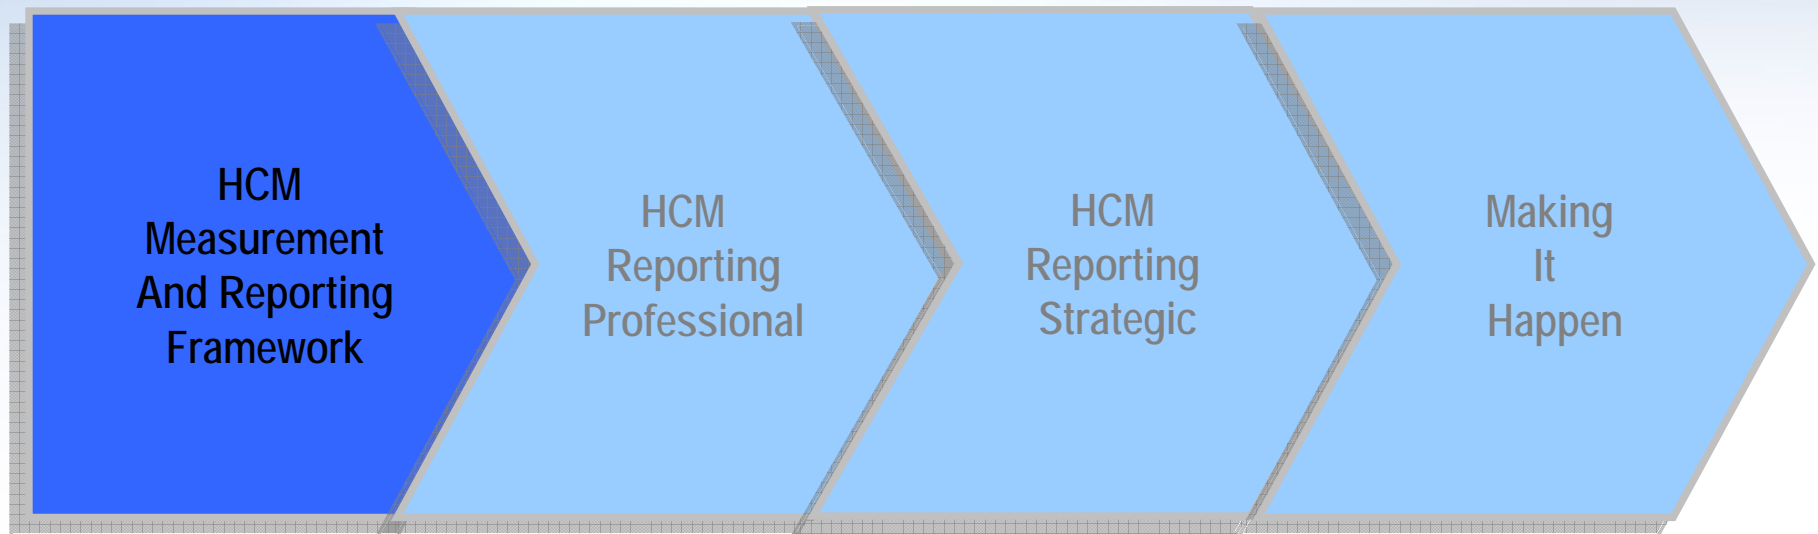 HCM
Measurement
And Reporting
Framework
HCM
Reporting
Professional
HCM
Reporting
Strategic
Making
It
Happen